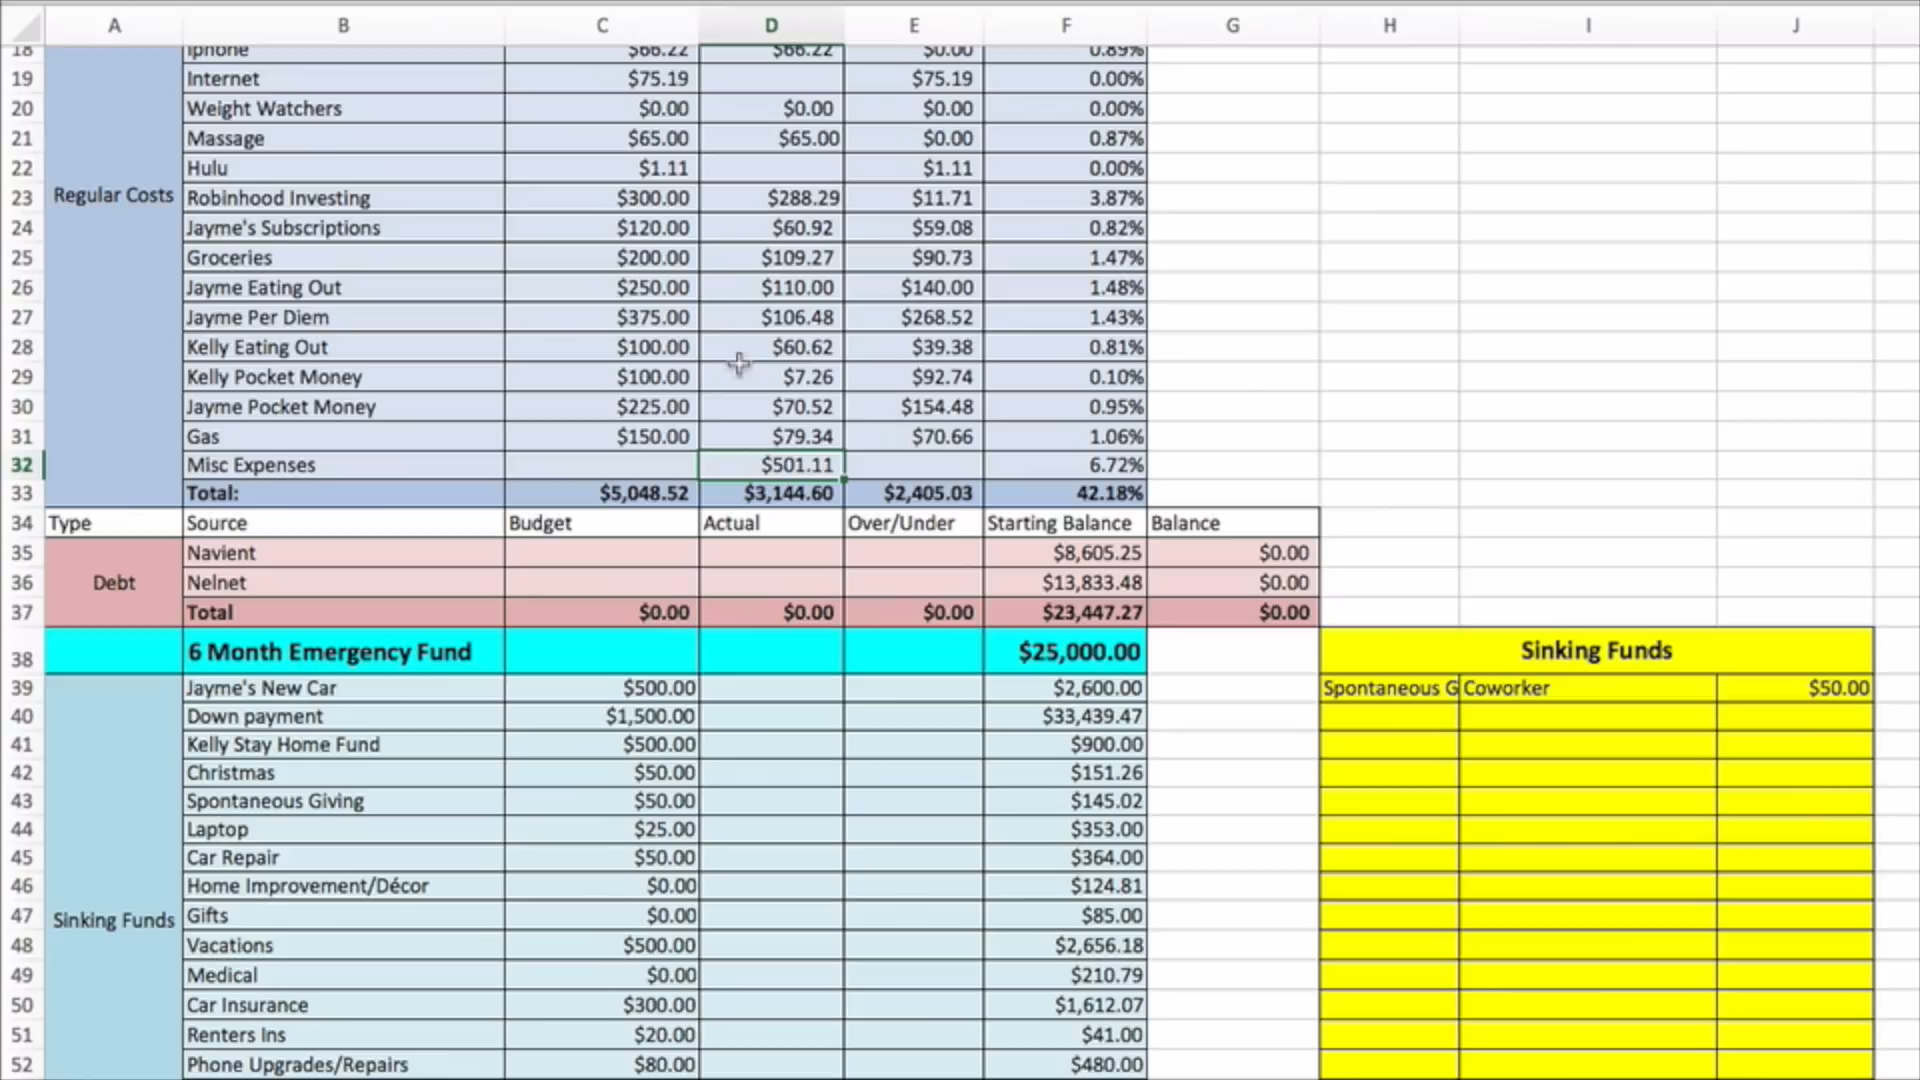 A B C D E F G H I J
18 Iphone $66.22 $66.22 $0.00 0.89%
19 Internet $75.19 $75.19 0.00%
20 Weight Watchers $0.00 $0.00 $0.00 0.00%
21 Massage $65.00 $65.00 $0.00 0.87%
22 Hulu $1.11 $1.11 0.00%
Regular Costs
23 Robinhood Investing $300.00 $288.29 $11.71 3.87%
24 Jayme's Subscriptions $120.00 $60.92 $59.08 0.82%
25 Groceries $200.00 $109.27 $90.73 1.47%
26 Jayme Eating Out $250.00 $110.00 $140.00 1.48%
27 Jayme Per Diem $375.00 $106.48 $268.52 1.43%
28 Kelly Eating Out $100.00 $60.62 $39.38 0.81%
29 Kelly Pocket Money $100.00 $7.26 $92.74 0.10%
30 Jayme Pocket Money $225.00 $70.52 $154.48 0.95%
31 Gas $150.00 $79.34 $70.66 1.06%
32 Misc Expenses $501.11 6.72%
33 Total: $5,048.52 $3,144.60 $2,405.03 42.18%
34 Type Source Budget Actual Over/Under Starting Balance Balance
35 Navient $8,605.25 $0.00
36 Debt Nelnet $13,833.48 $0.00
37 Total $0.00 $0.00 $0.00 $23,447.27 $0.00
38 6 Month Emergency Fund $25,000.00 Sinking Funds
39 Jayme's New Car $500.00 $2,600.00 Spontaneous G Coworker $50.00
40 Down payment $1,500.00 $33,439.47
41 Kelly Stay Home Fund $500.00 $900.00
42 Christmas $50.00 $151.26
43 Spontaneous Giving $50.00 $145.02
44 Laptop $25.00 $353.00
45 Car Repair $50.00 $364.00
46 Home Improvement/Décor $0.00 $124.81
47 Sinking Funds Gifts $0.00 $85.00
48 Vacations $500.00 $2,656.18
49 Medical $0.00 $210.79
50 Car Insurance $300.00 $1,612.07
51 Renters Ins $20.00 $41.00
52 Phone Upgrades/Repairs $80.00 $480.00